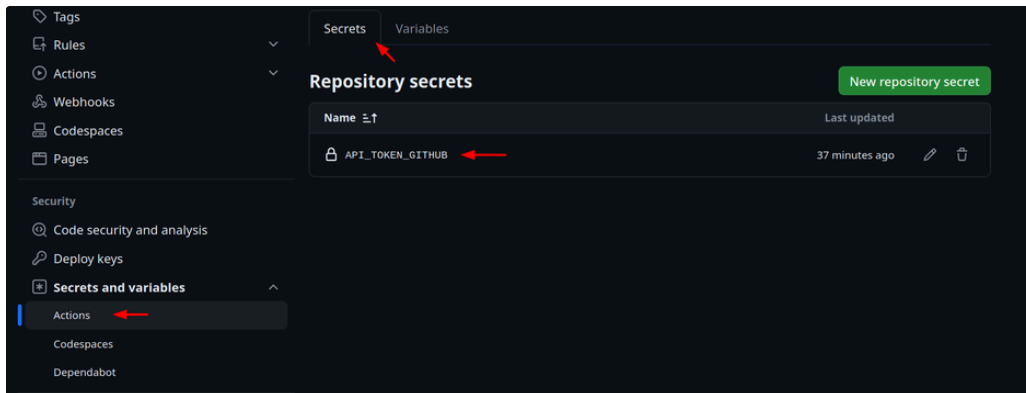 Tags
Rules
Actions
Webhooks
Codespaces
Pages
Security
Code security and analysis
Deploy keys
Secrets and variables
Actions
Codespaces
Dependabot
Secrets Variables
Repository secrets New repository secret
Name Last updated
API_TOKEN_GITHUB 37 minutes ago